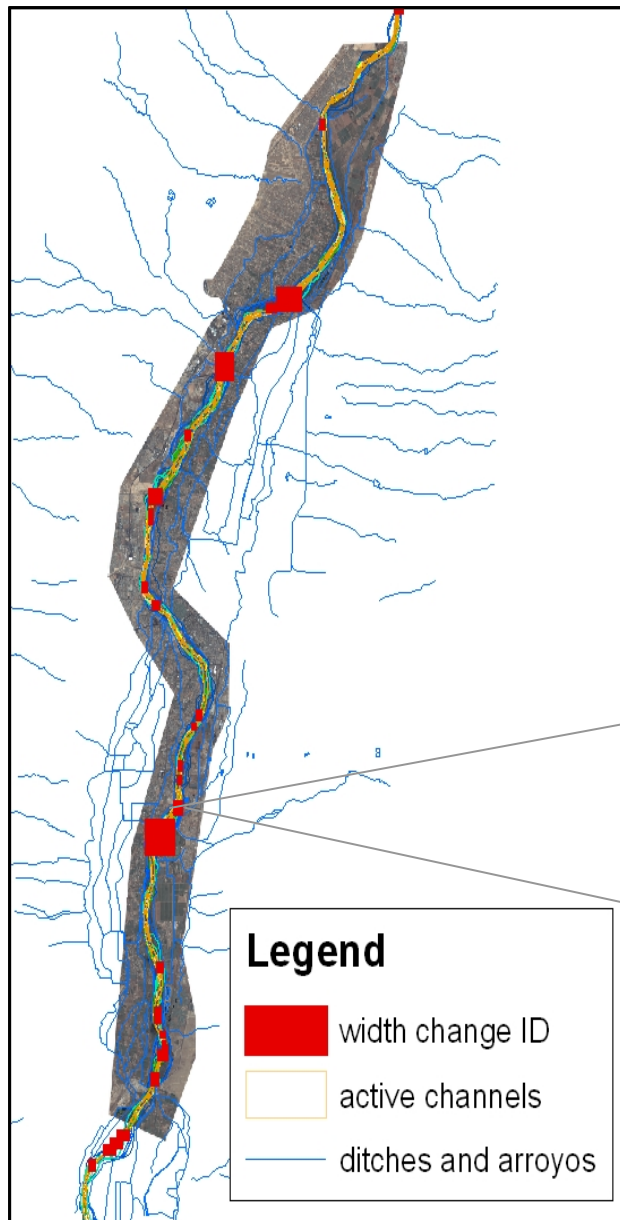 Legend
width change ID
active channels
ditches and arroyos